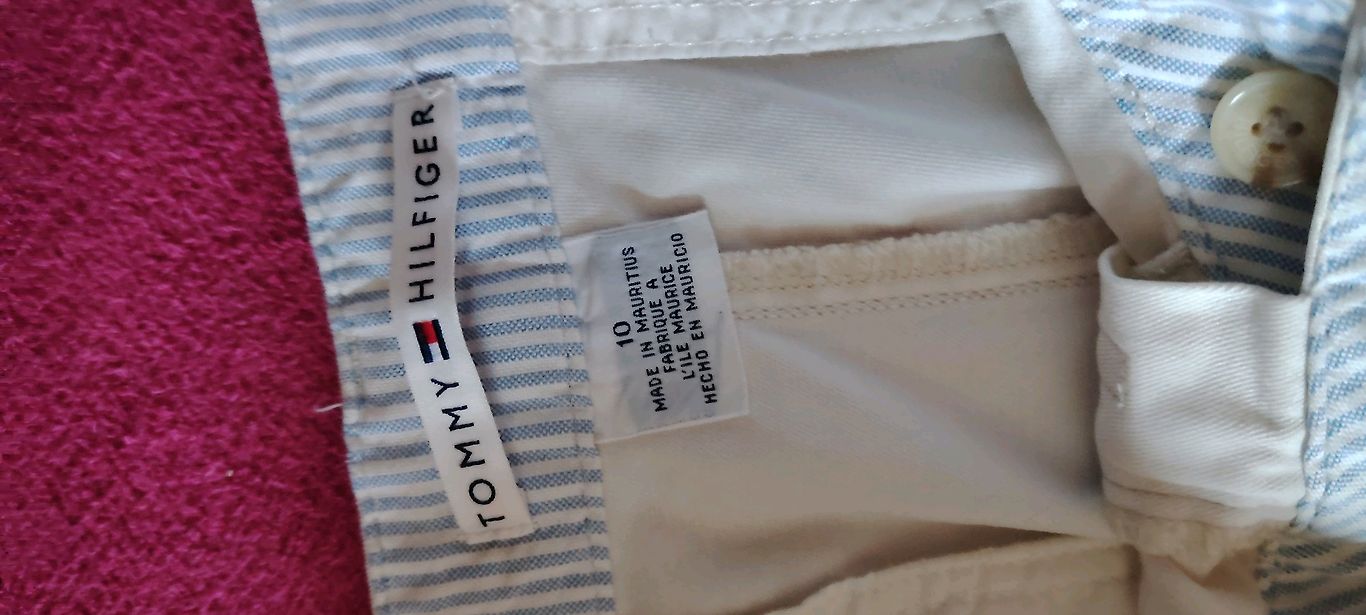 TOMMY HILFIGER
10
MADE IN MAURITIUS
FABRIQUE A
L'ILE MAURICE
HECHO EN MAURICIO